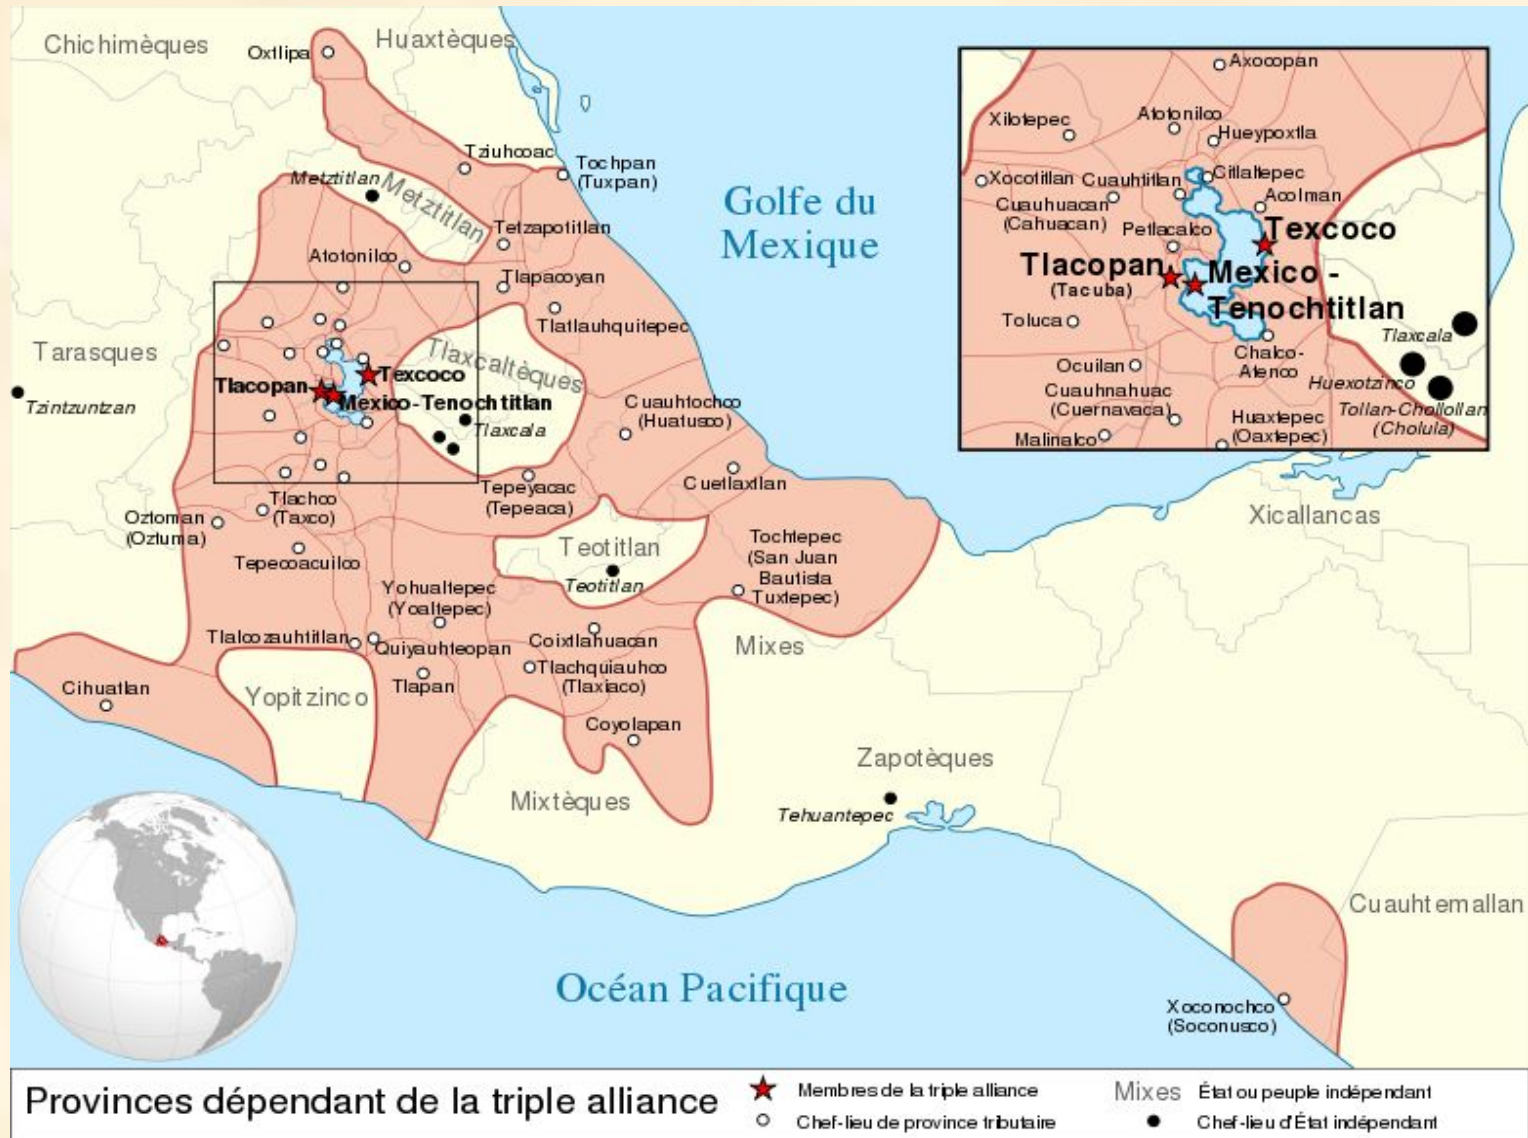 Chichimèques
Huaxtèques
Oxtlipa
Tziuhcoac
Tochpan
(Tuxpan)
Metztitlan
Metztitlan
Golfe du
Mexique
Tetzapotitlan
Atotonilco
Tlapacoyan
Tlatlauhquitepec
Tarasques
Tlaxcaltèques
Tzintzuntzan
Tlacopan
Texcoco
Mexico-Tenochtitlan
Tlaxcala
Cuauhtochco
(Huatusco)
Cuetlaxtlan
Tepeyacac
(Tepeaca)
Tlachco
(Taxco)
Oztoman
(Oztuma)
Tepecoacuilco
Teotitlan
Teotitlan
Tochtepec
(San Juan
Bautista
Tuxtepec)
Xicallancas
Yohualtepec
(Yoaltepec)
Tlalcozauhtitlan
Quiyauhteopan
Coixtlahuacan
Mixes
Tlachquiauhco
(Tlaxiaco)
Tlapan
Cihuatlan
Yopitzinco
Coyolapan
Mixtèques
Zapotèques
Tehuantepec
Cuauhtemallan
Océan Pacifique
Xoconochco
(Soconusco)
Axocopan
Xilotepec
Atotonilco
Hueypoxtla
Xocotitlan
Cuauhtitlan
Citlaltepec
Cuauhuacan
(Cahuacan)
Acolman
Petlacalco
Texcoco
Tlacopan
(Tacuba)
Mexico -
Tenochtitlan
Toluca
Tlaxcala
Chalco-
Atenco
Ocuilan
Huexotzinco
Cuauhnahuac
(Cuernavaca)
Tollan-Chollollan
(Cholula)
Huaxtepec
(Oaxtepec)
Malinalco
Provinces dépendant de la triple alliance
Membres de la triple alliance
Chef-lieu de province tributaire
Mixes
État ou peuple indépendant
Chef-lieu d'État indépendant